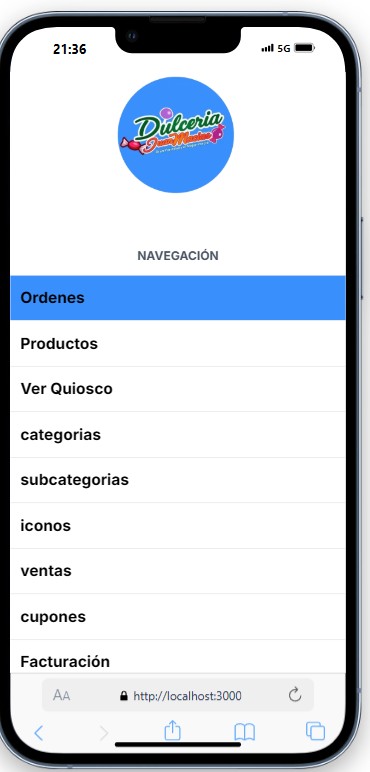 21:36
5G
Dulceria
NAVEGACIÓN
Ordenes
Productos
Ver Quiosco
categorias
subcategorias
iconos
ventas
cupones
Facturación
AA
http://localhost:3000